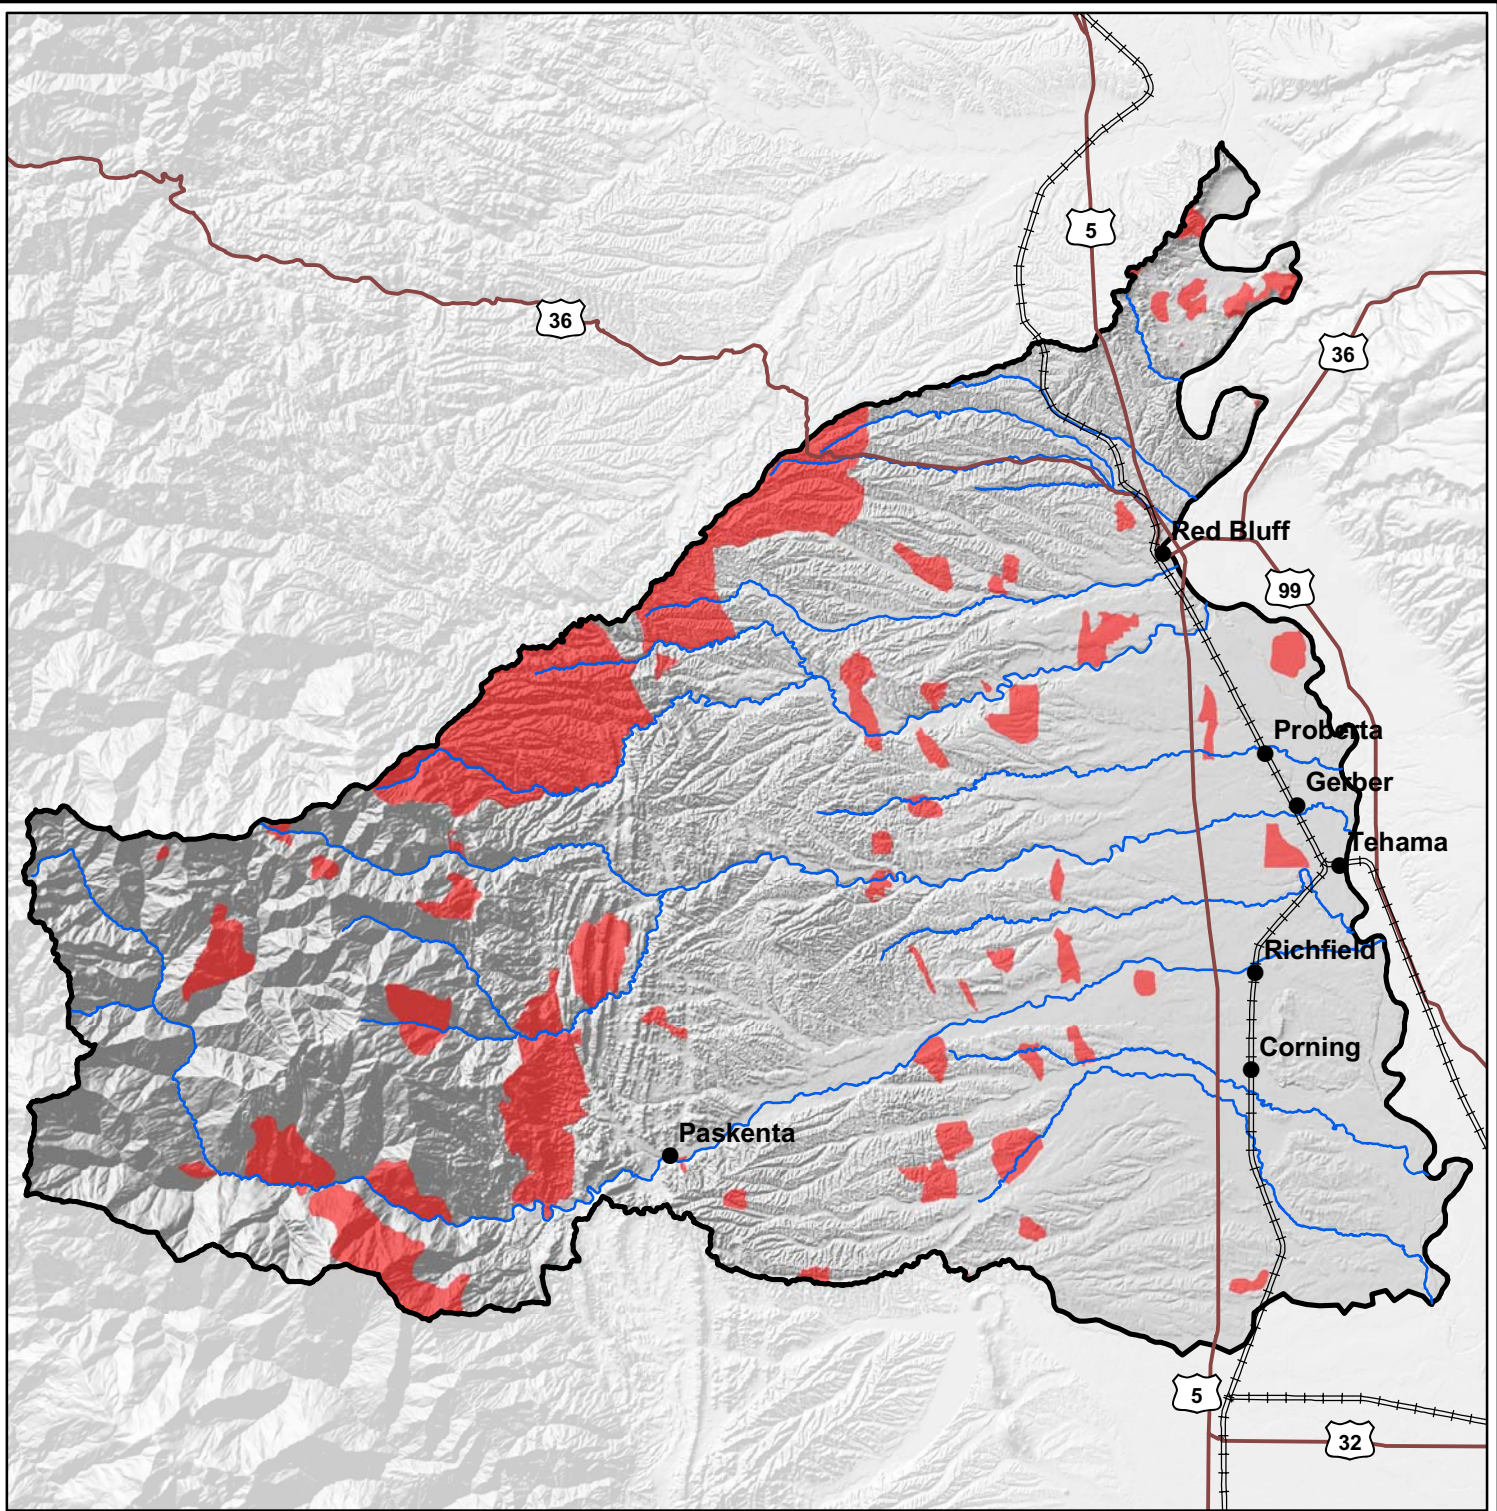 5
36
36
Red Bluff
99
Proberta
Gerber
Tehama
Richfield
Corning
Paskenta
5
32